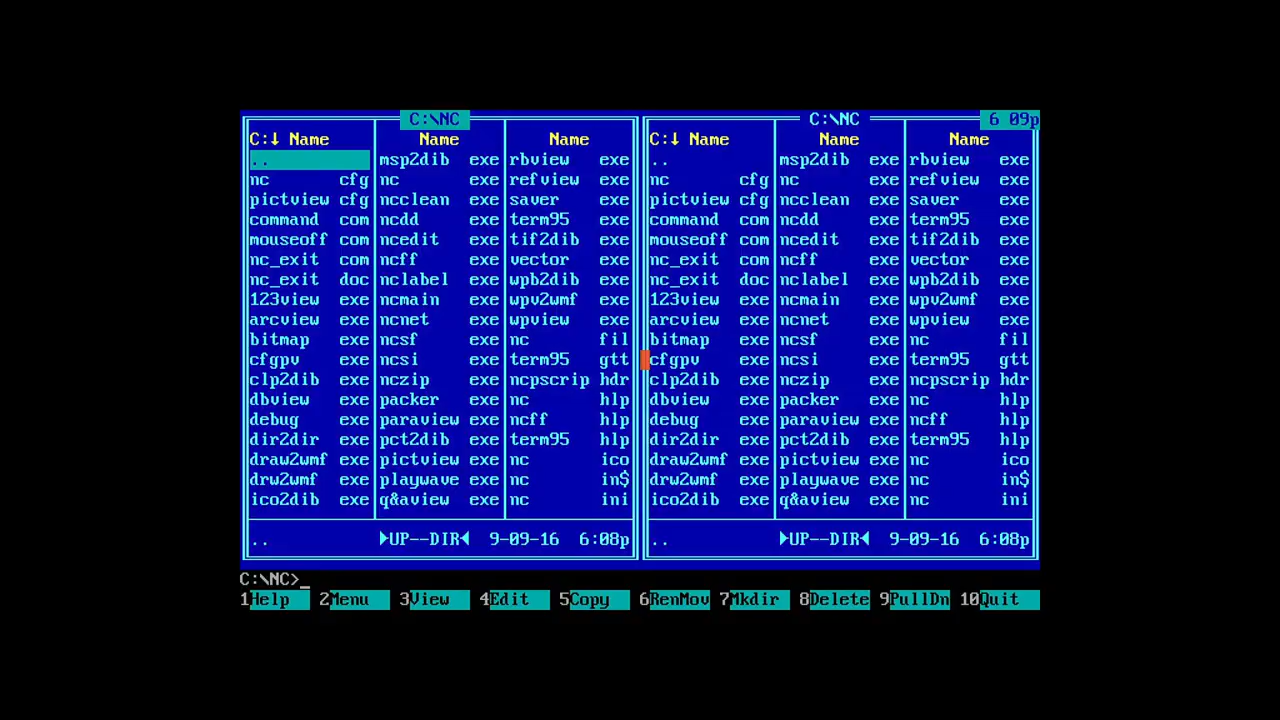 C:\NC C:\NC 6 09p
C:↓ Name Name Name C:↓ Name Name Name
.. msp2dib exe rbview exe .. msp2dib exe rbview exe
nc cfg nc exe refview exe nc cfg nc exe refview exe
pictview cfg ncclean exe saver exe pictview cfg ncclean exe saver exe
command com ncdd exe term95 exe command com ncdd exe term95 exe
mouseoff com ncedit exe tif2dib exe mouseoff com ncedit exe tif2dib exe
nc_exit com ncff exe vector exe nc_exit com ncff exe vector exe
nc_exit doc nclabel exe wpb2dib exe nc_exit doc nclabel exe wpb2dib exe
123view exe ncmain exe wpv2wmf exe 123view exe ncmain exe wpv2wmf exe
arcview exe ncnet exe wpview exe arcview exe ncnet exe wpview exe
bitmap exe ncsf exe nc fil bitmap exe ncsf exe nc fil
cfgpv exe ncsi exe term95 gtt cfgpv exe ncsi exe term95 gtt
clp2dib exe nczip exe ncpscrip hdr clp2dib exe nczip exe ncpscrip hdr
dbview exe packer exe nc hlp dbview exe packer exe nc hlp
debug exe paraview exe ncff hlp debug exe paraview exe ncff hlp
dir2dir exe pct2dib exe term95 hlp dir2dir exe pct2dib exe term95 hlp
draw2wmf exe pictview exe nc ico draw2wmf exe pictview exe nc ico
drw2wmf exe playwave exe nc in$ drw2wmf exe playwave exe nc in$
ico2dib exe q&aview exe nc ini ico2dib exe q&aview exe nc ini
.. ►UP--DIR◄ 9-09-16 6:08p .. ►UP--DIR◄ 9-09-16 6:08p
C:\NC>_
1Help 2Menu 3View 4Edit 5Copy 6RenMov 7Mkdir 8Delete 9PullDn 10Quit